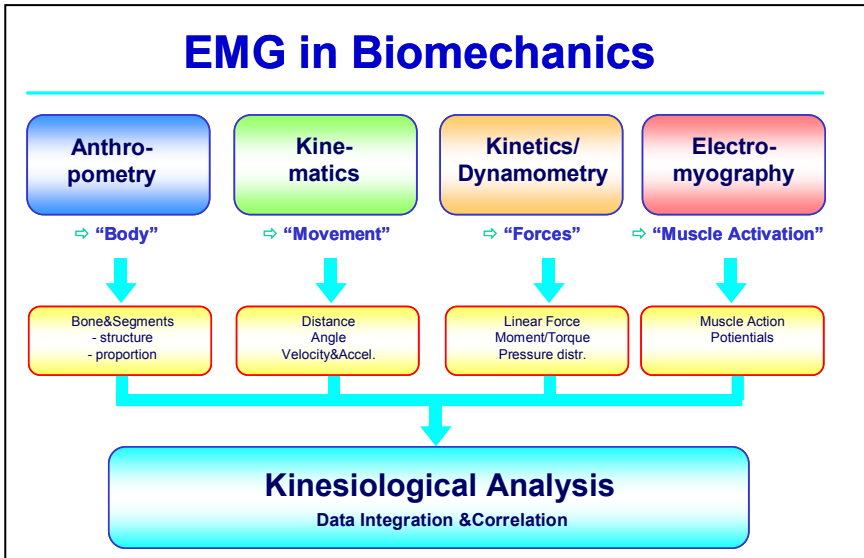 EMG in Biomechanics
Anthro-
pometry
Kine-
matics
Kinetics/
Dynamometry
Electro-
myography
⇨ “Body”
⇨ “Movement”
⇨ “Forces”
⇨ “Muscle Activation”
Bone&Segments
- structure
- proportion
Distance
Angle
Velocity&Accel.
Linear Force
Moment/Torque
Pressure distr.
Muscle Action
Potientials
Kinesiological Analysis
Data Integration &Correlation